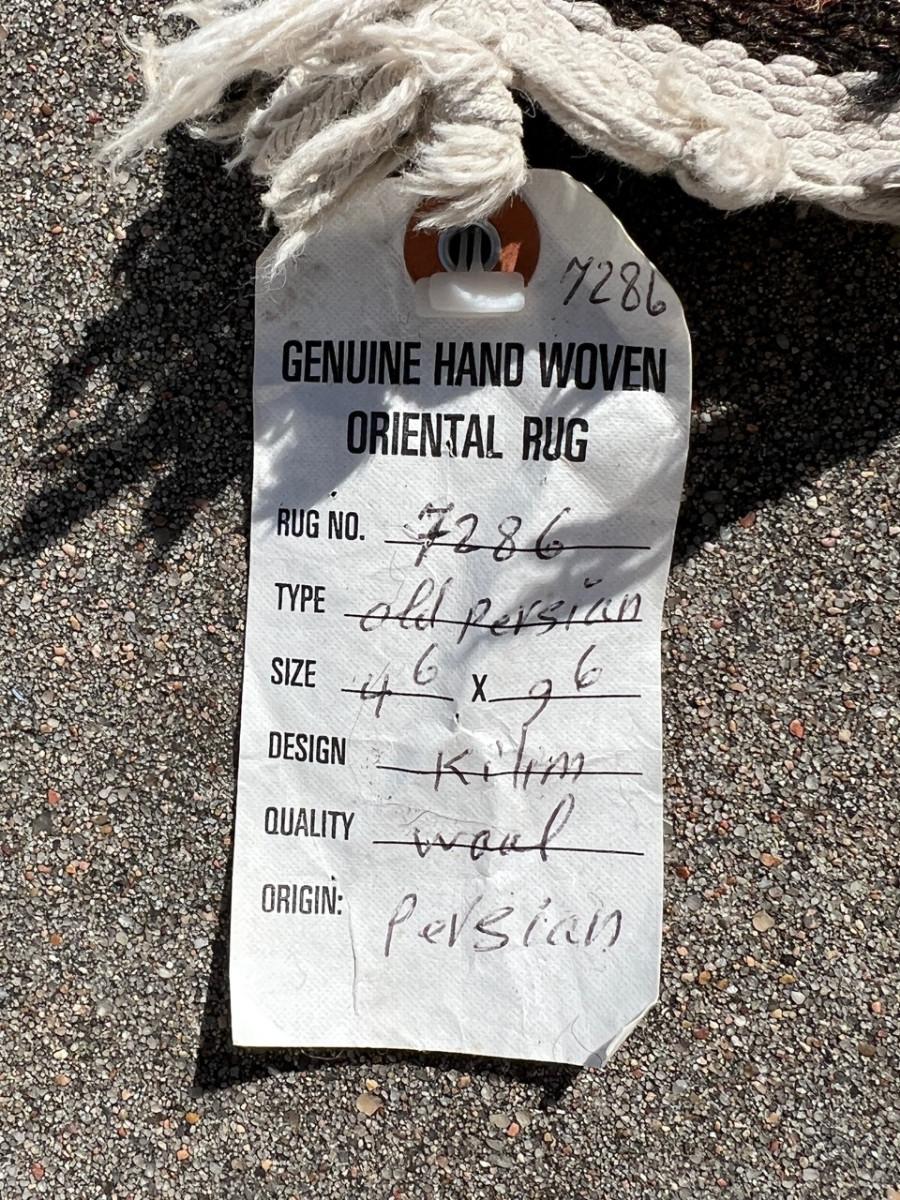 7286
GENUINE HAND WOVEN
ORIENTAL RUG
RUG NO. 7286
TYPE old persian
SIZE 4 6 X 9 6
DESIGN Kilim
QUALITY wool
ORIGIN: Persian